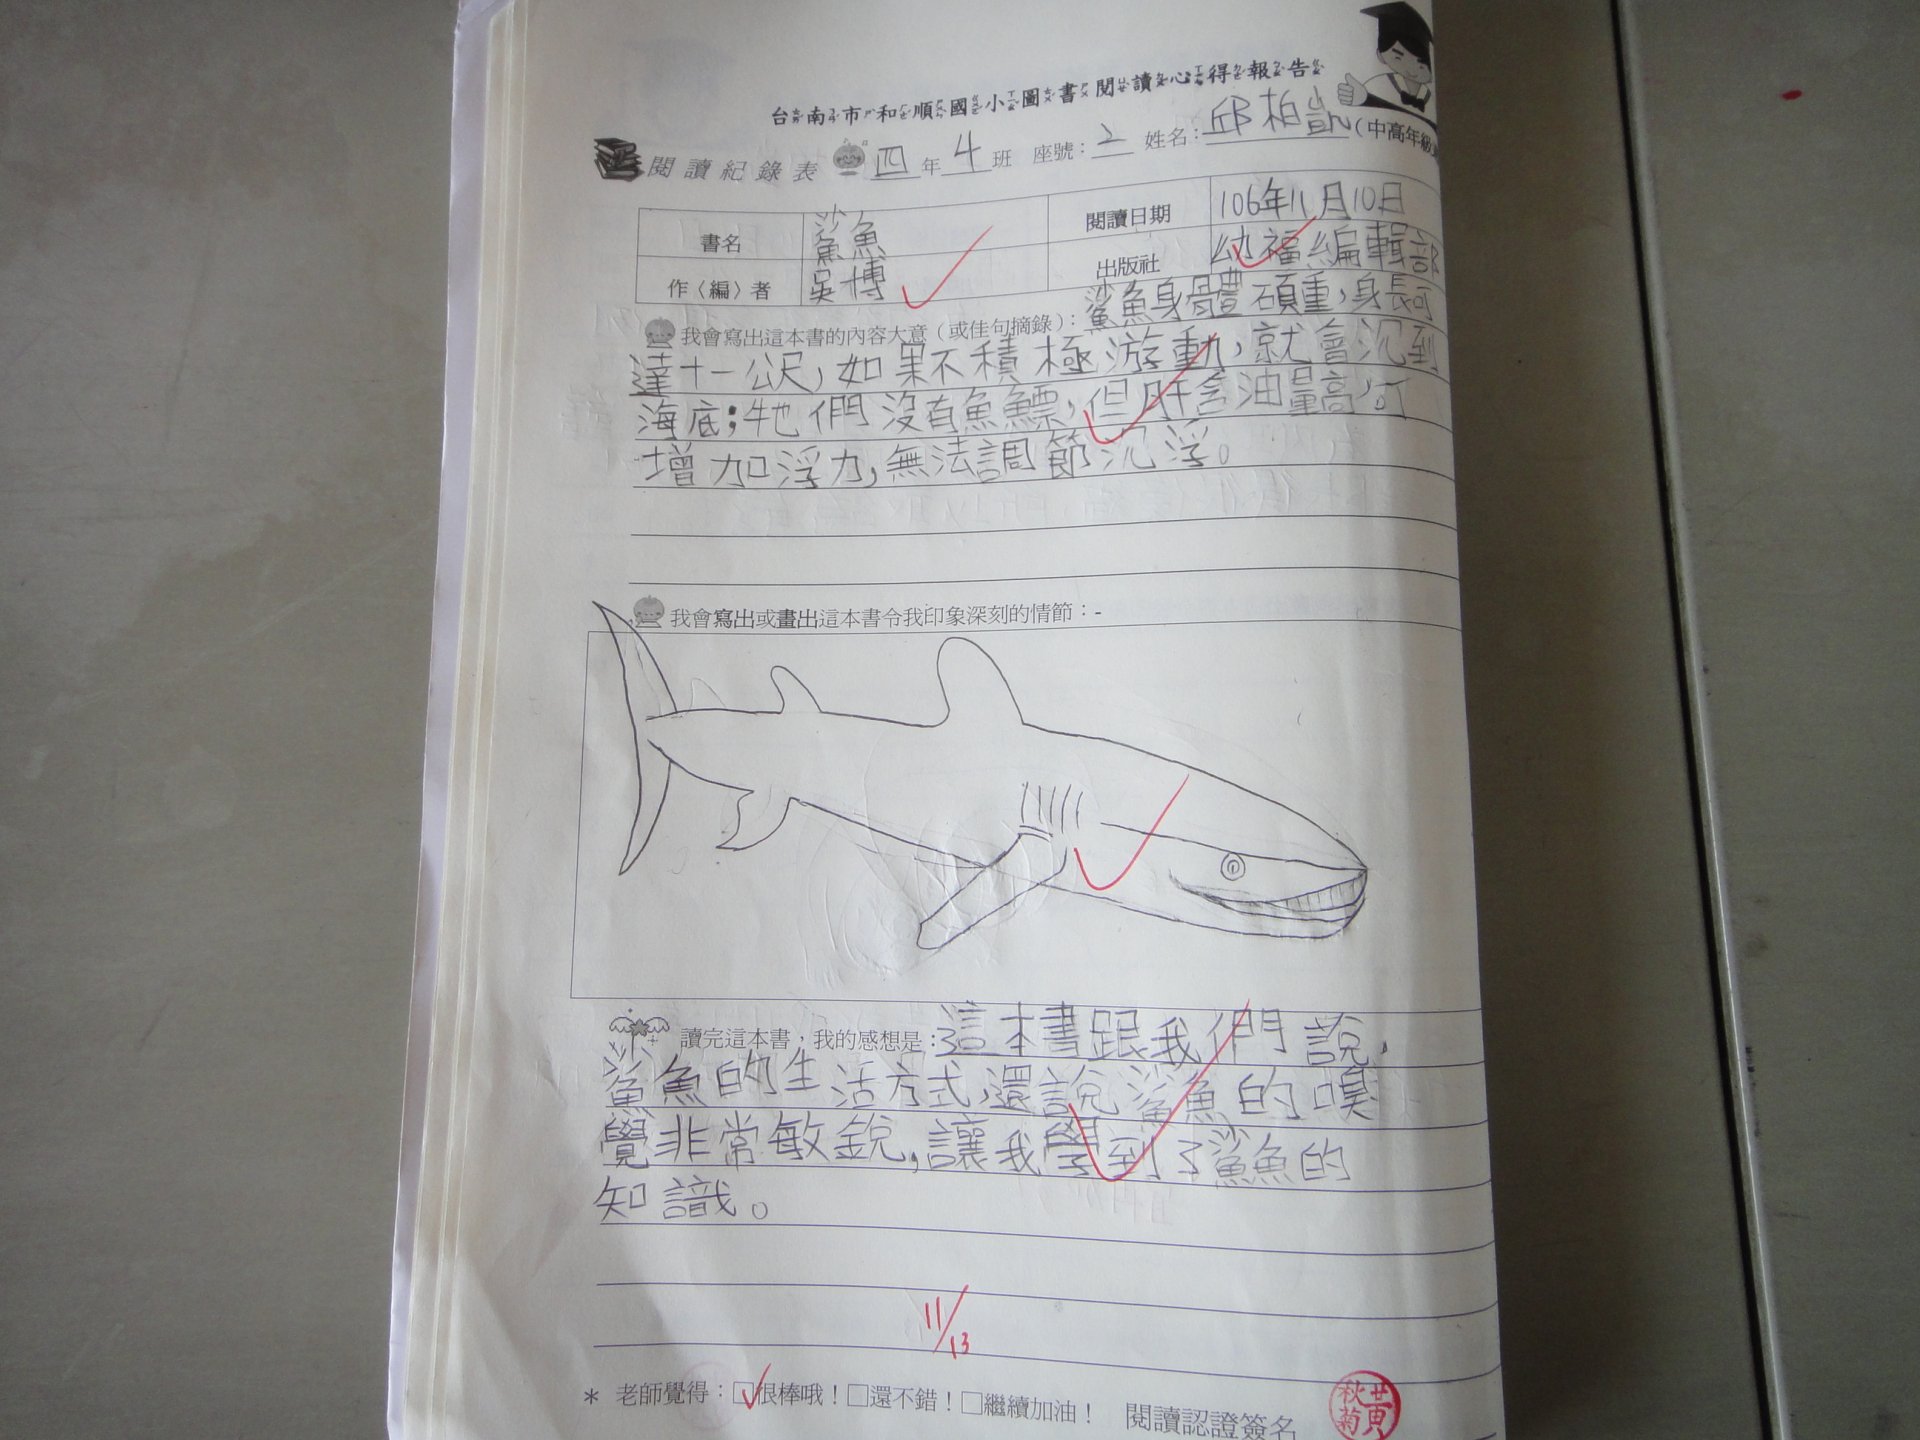 台南市和順國小圖書閱讀心得報告
閱讀紀錄表 四年4班 座號：2 姓名：邱柏凱（中高年級）
書名 鯊魚 閱讀日期 106年11月10日
作〈編〉者 吳博 出版社 幼福編輯部
我會寫出這本書的內容大意（或佳句摘錄）：鯊魚身體碩重，身長可
達十一公尺，如果不積極游動，就會沉到
海底；牠們沒有魚鰾，但肝含油量高可
增加浮力，無法調節沉浮。
我會寫出或畫出這本書令我印象深刻的情節：-
讀完這本書，我的感想是：這本書跟我們說，
鯊魚的生活方式，還說鯊魚的嗅
覺非常敏銳，讓我學到了鯊魚的
知識。
11/13
＊ 老師覺得：□很棒哦！□還不錯！□繼續加油！ 閱讀認證簽名
黃秋菊